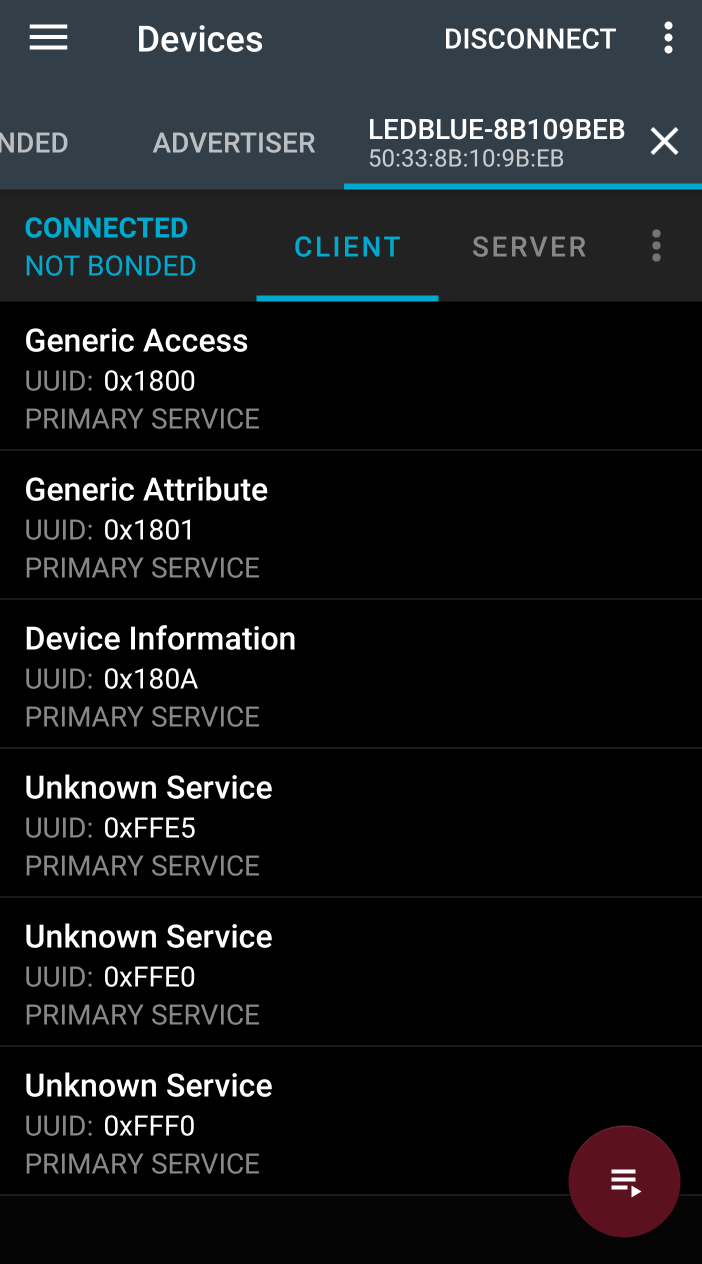 Devices
DISCONNECT
NDED
ADVERTISER
LEDBLUE-8B109BEB
50:33:8B:10:9B:EB
CONNECTED
NOT BONDED
CLIENT
SERVER
Generic Access
UUID: 0x1800
PRIMARY SERVICE
Generic Attribute
UUID: 0x1801
PRIMARY SERVICE
Device Information
UUID: 0x180A
PRIMARY SERVICE
Unknown Service
UUID: 0xFFE5
PRIMARY SERVICE
Unknown Service
UUID: 0xFFE0
PRIMARY SERVICE
Unknown Service
UUID: 0xFFF0
PRIMARY SERVICE